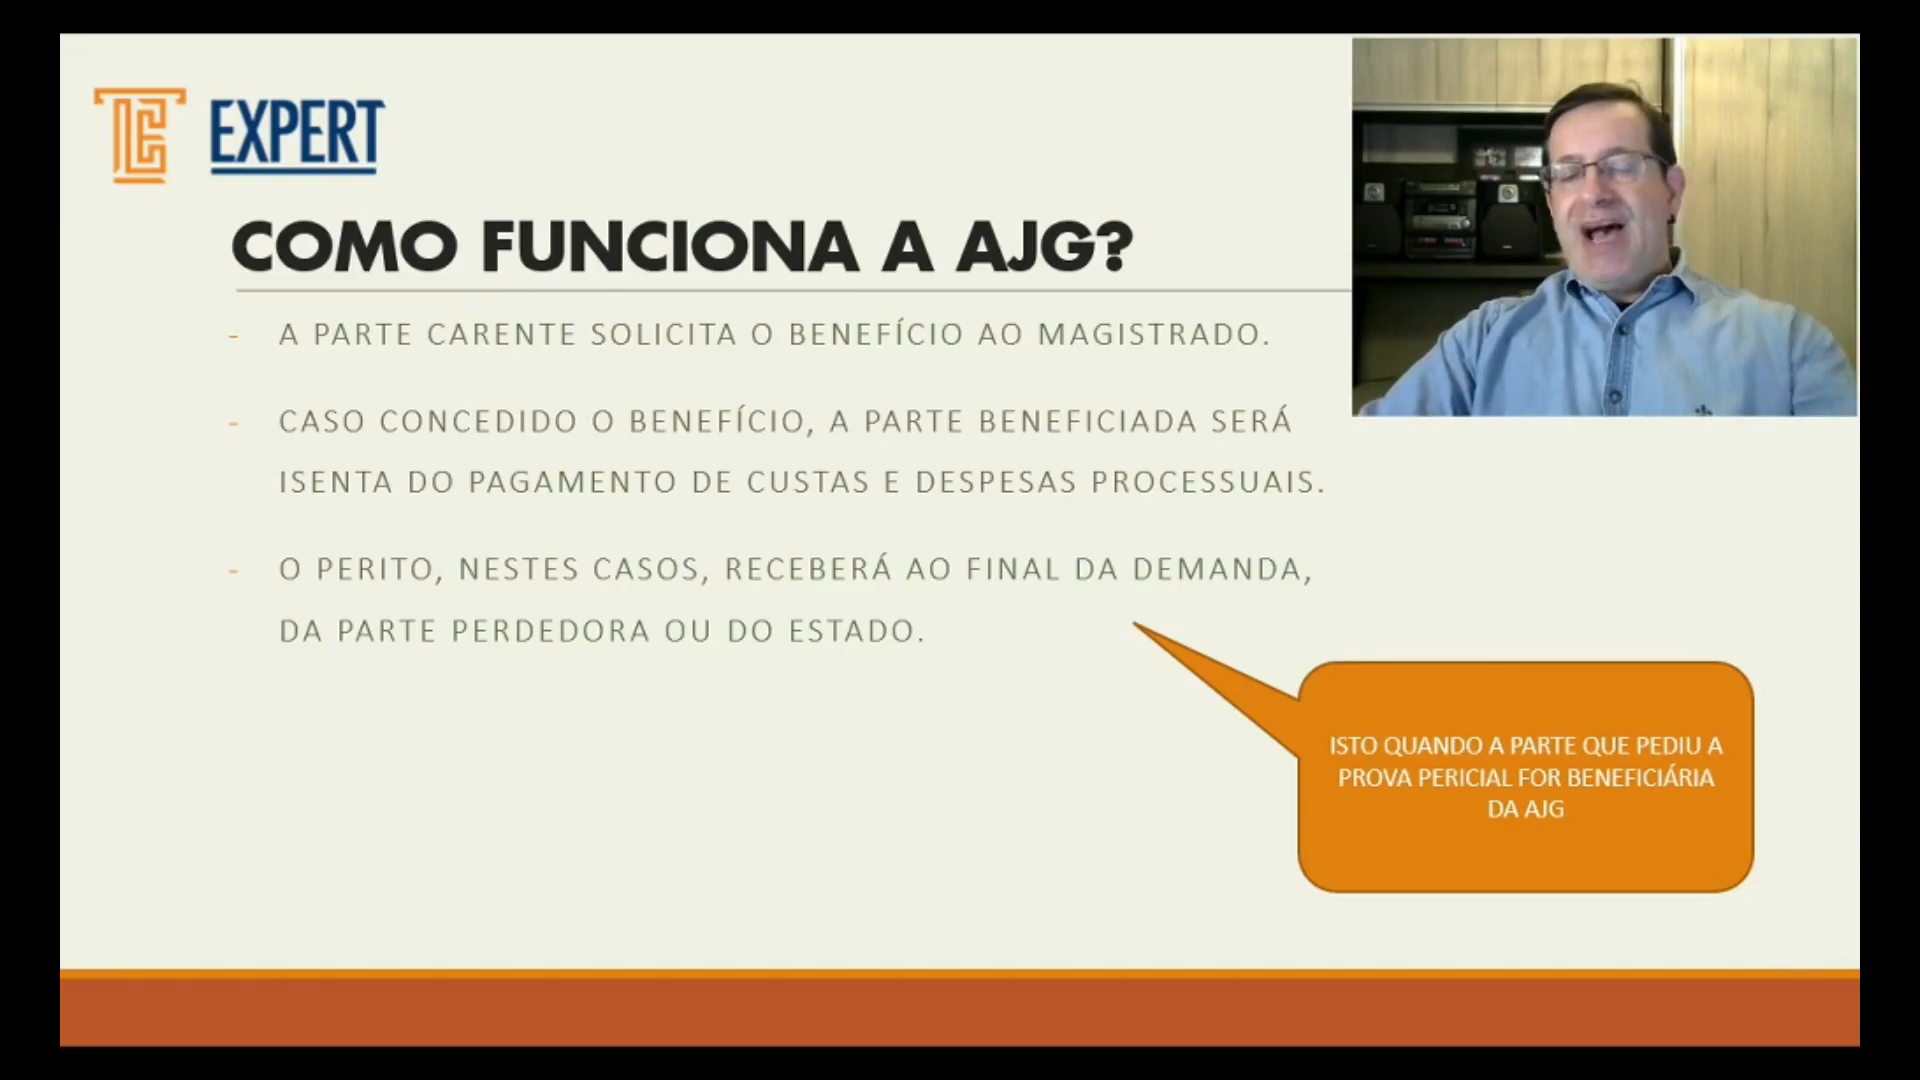 EXPERT
COMO FUNCIONA A AJG?
- A PARTE CARENTE SOLICITA O BENEFÍCIO AO MAGISTRADO.
- CASO CONCEDIDO O BENEFÍCIO, A PARTE BENEFICIADA SERÁ
ISENTA DO PAGAMENTO DE CUSTAS E DESPESAS PROCESSUAIS.
- O PERITO, NESTES CASOS, RECEBERÁ AO FINAL DA DEMANDA,
DA PARTE PERDEDORA OU DO ESTADO.
ISTO QUANDO A PARTE QUE PEDIU A
PROVA PERICIAL FOR BENEFICIÁRIA
DA AJG